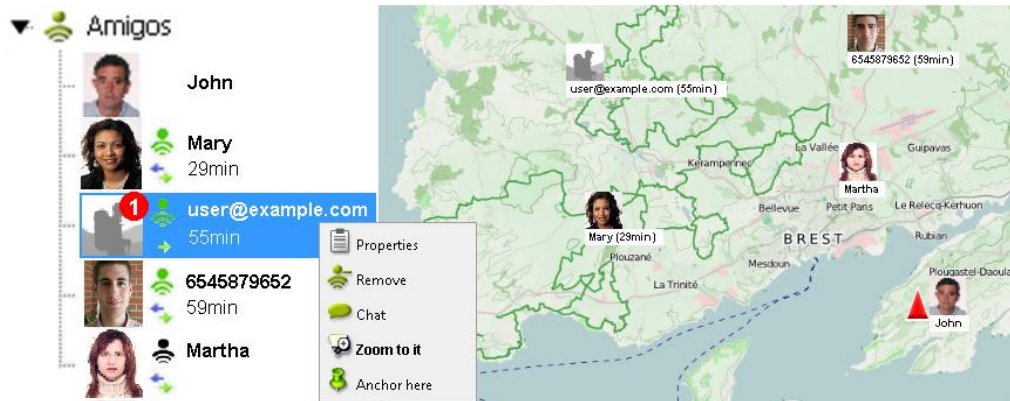 Amigos
John
Mary
29min
1
user@example.com
55min
6545879652
59min
Martha
Properties
Remove
Chat
Zoom to it
Anchor here
6545879652 (59min)
user@example.com (55min)
La Vallée
Guipavas
Kerampennec
Martha
Bellevue
Petit Paris
Le Relecq-Kerhuon
Mary (29min)
BREST
Rubian
Plouzané
Mesdoun
La Trinité
Plougastel-Daoula
John